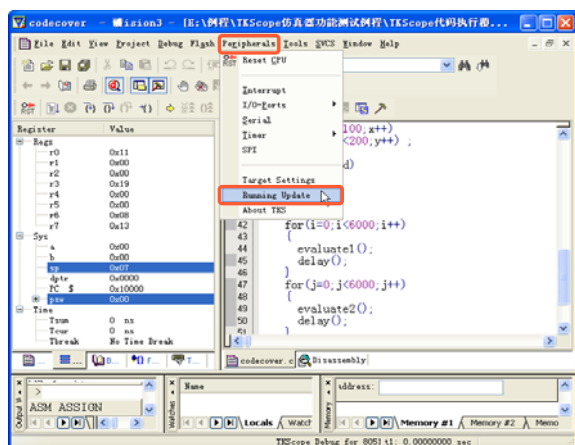 codecover - μVision3 - [E:\例程\TKScope仿真器功能测试例程\TKScope代码执行覆...
File Edit View Project Debug Flash Peripherals Tools SVCS Window Help
Reset CPU
Interrupt
I/O-Ports
Serial
Timer
SPI
Target Settings
Running Update
About TKS
Register Value
Regs
r0 0x11
r1 0x00
r2 0x00
r3 0x19
r4 0x00
r5 0x00
r6 0x08
r7 0x13
Sys
a 0x00
b 0x00
sp 0x07
dptr 0x0000
PC $ 0x10000
psw 0x00
Time
Tsum 0 ns
Tcur 0 ns
Tbreak No Time Break
100;x++)
<200;y++) ;
d)
42 for(i=0;i<6000;i++)
43 {
44 evaluate1();
45 delay();
46 }
47 for(j=0;j<6000;j++)
48 {
49 evaluate2();
50 delay();
51 }
codecover.c Disassembly
>
ASM ASSIGN
Output W
Name
Watches
Locals Watch
Address:
Memory
Memory #1 Memory #2 Memo
TKScope Debug for 8051 t1: 0.00000000 sec